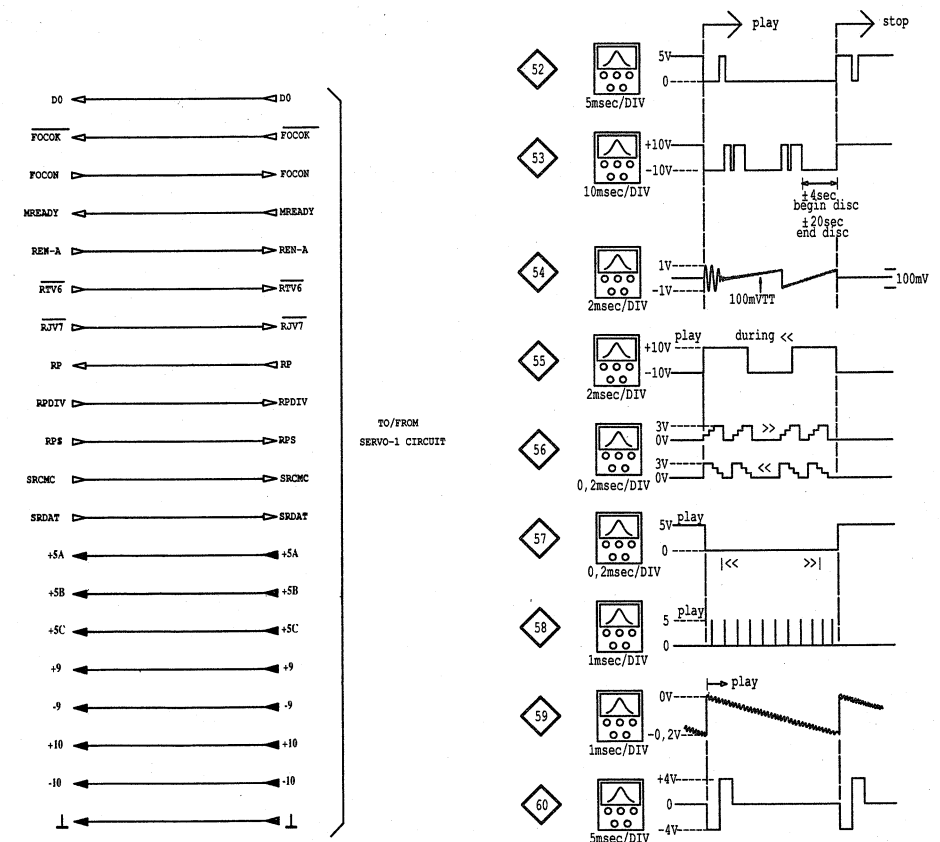 D0 D0
FOCOK FOCOK
FOCON FOCON
MREADY MREADY
REN-A REN-A
RTV6 RTV6
RJV7 RJV7
RP RP
RPDIV RPDIV
RPS RPS
SRCMC SRCMC
SRDAT SRDAT
+5A +5A
+5B +5B
+5C +5C
+9 +9
-9 -9
+10 +10
-10 -10
TO/FROM
SERVO-1 CIRCUIT
play stop
52
5V
0
5msec/DIV
53
+10V
-10V
10msec/DIV
±4sec
begin disc
±20sec
end disc
54
1V
-1V
2msec/DIV
100mVTT
100mV
55
play during <<
+10V
-10V
2msec/DIV
56
3V >>
0V
3V <<
0V
0,2msec/DIV
57
play
5V
0
|<< >>|
0,2msec/DIV
58
play
5
0
1msec/DIV
59
play
0V
-0,2V
1msec/DIV
60
+4V
0
-4V
5msec/DIV